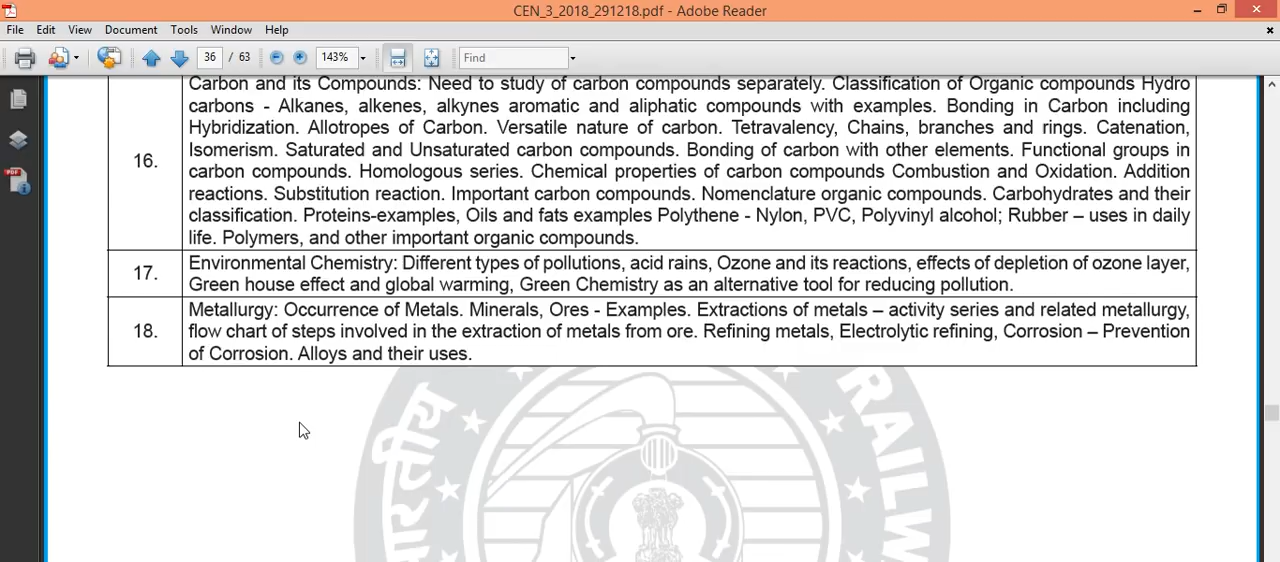 CEN_3_2018_291218.pdf - Adobe Reader
File Edit View Document Tools Window Help
36 / 63 143% Find
Carbon and its Compounds: Need to study of carbon compounds separately. Classification of Organic compounds Hydro
carbons - Alkanes, alkenes, alkynes aromatic and aliphatic compounds with examples. Bonding in Carbon including
Hybridization. Allotropes of Carbon. Versatile nature of carbon. Tetravalency, Chains, branches and rings. Catenation,
16. Isomerism. Saturated and Unsaturated carbon compounds. Bonding of carbon with other elements. Functional groups in
carbon compounds. Homologous series. Chemical properties of carbon compounds Combustion and Oxidation. Addition
reactions. Substitution reaction. Important carbon compounds. Nomenclature organic compounds. Carbohydrates and their
classification. Proteins-examples, Oils and fats examples Polythene - Nylon, PVC, Polyvinyl alcohol; Rubber – uses in daily
life. Polymers, and other important organic compounds.
17. Environmental Chemistry: Different types of pollutions, acid rains, Ozone and its reactions, effects of depletion of ozone layer,
Green house effect and global warming, Green Chemistry as an alternative tool for reducing pollution.
Metallurgy: Occurrence of Metals. Minerals, Ores - Examples. Extractions of metals – activity series and related metallurgy,
18. flow chart of steps involved in the extraction of metals from ore. Refining metals, Electrolytic refining, Corrosion – Prevention
of Corrosion. Alloys and their uses.
भारतीय
RAILW